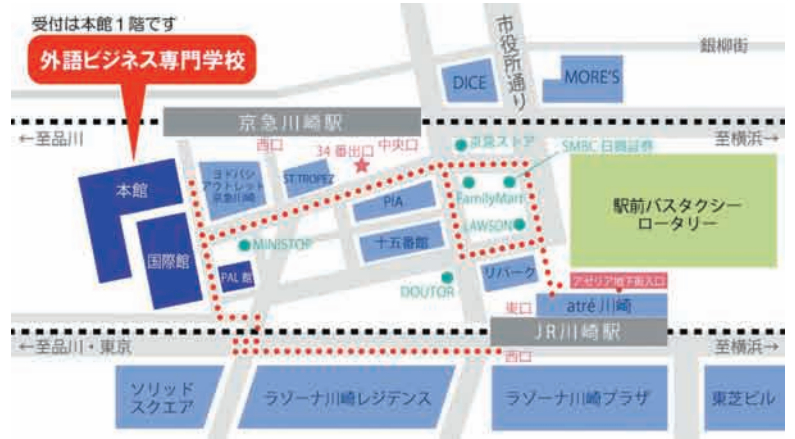 受付は本館1階です
外語ビジネス専門学校
市役所通り
銀柳街
DICE
MORE'S
京急川崎駅
←至品川
至横浜→
西口
34番出口
中央口
京急ストア
SMBC日興証券
本館
ヨドバシ
アウトレット
京急川崎
ST.TROPEZ
PIA
FamilyMart
LAWSON
駅前バスタクシー
ロータリー
国際館
MINISTOP
十五番館
PAL館
DOUTOR
リパーク
アゼリア地下街入口
東口
atré川崎
JR川崎駅
←至品川・東京
西口
至横浜→
ソリッド
スクエア
ラゾーナ川崎レジデンス
ラゾーナ川崎プラザ
東芝ビル